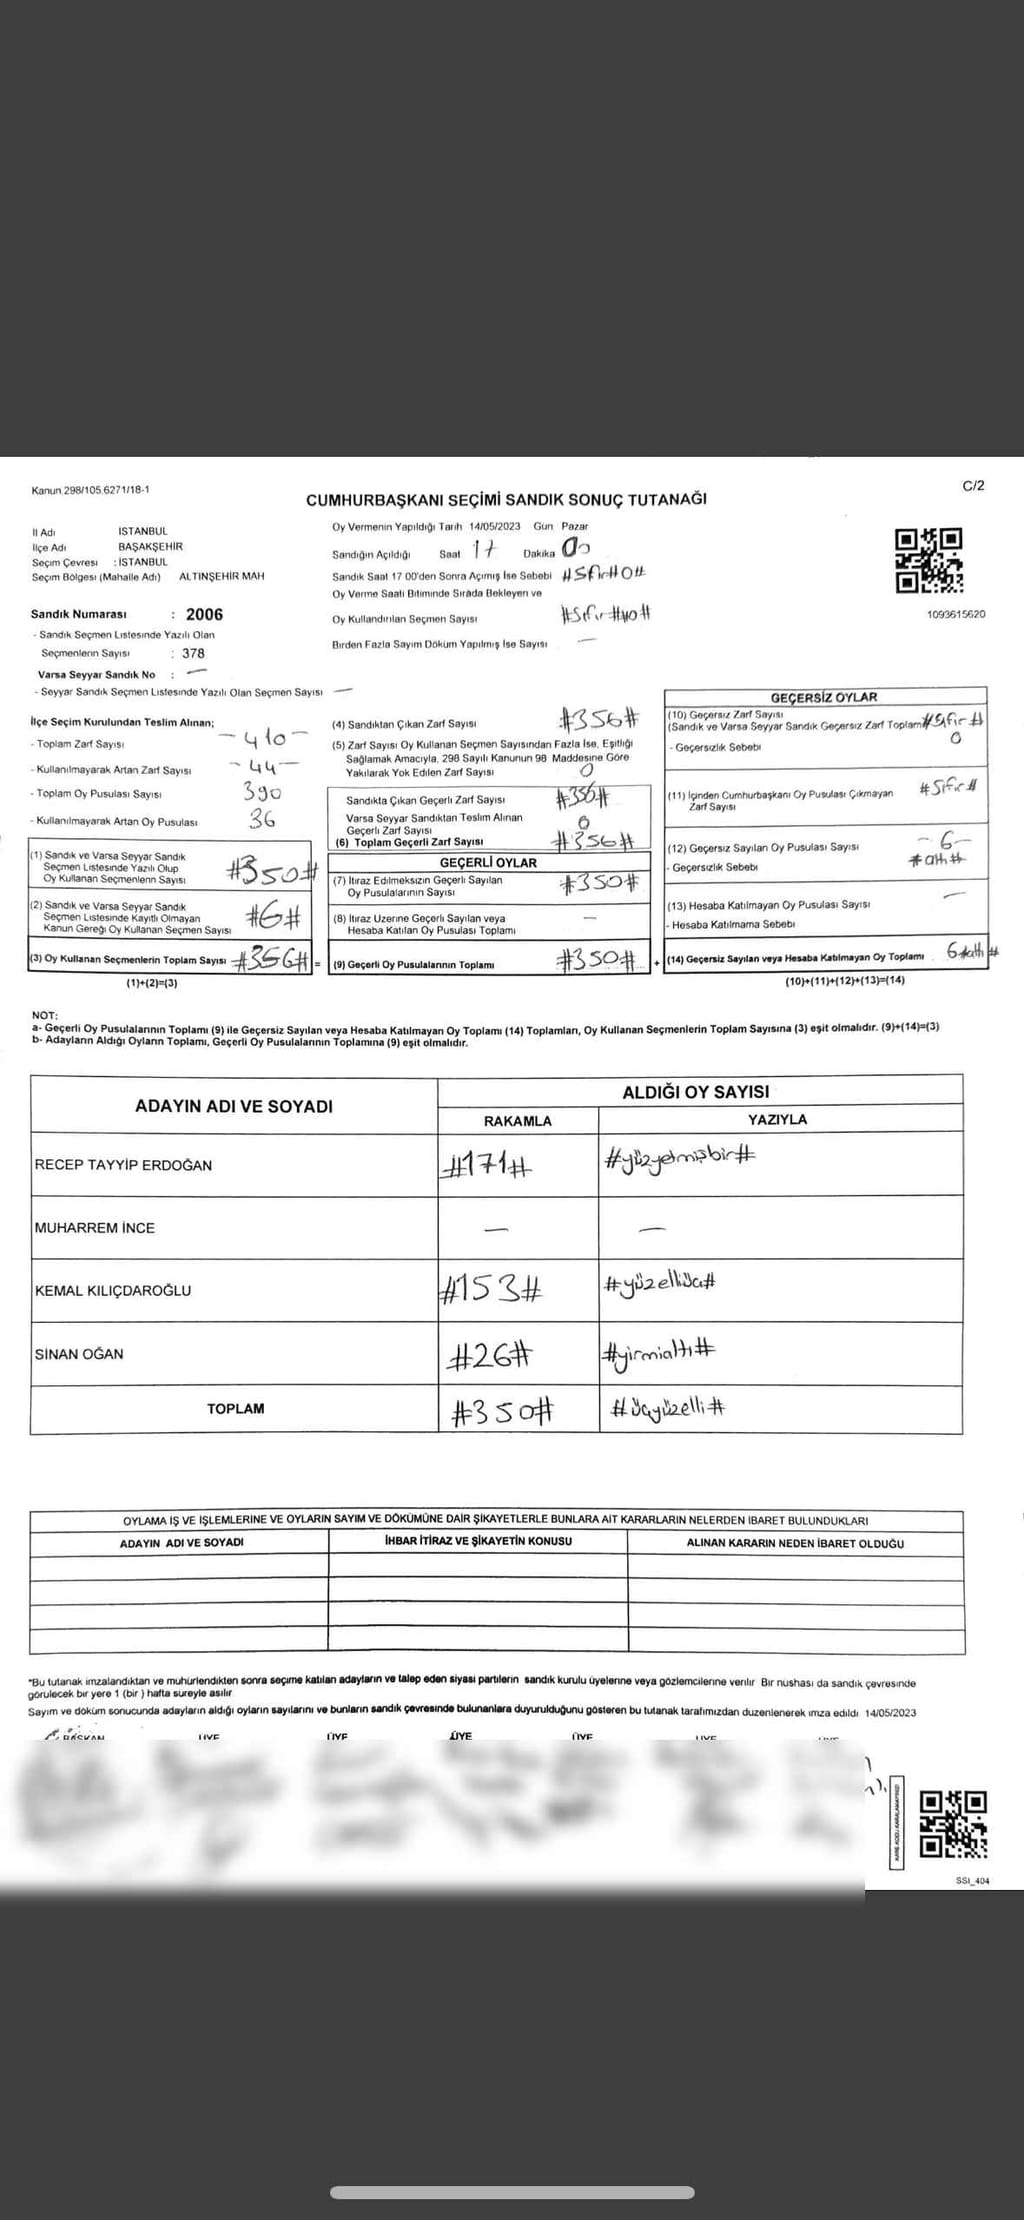 Kanun 298/105 6271/18-1
C/2
CUMHURBAŞKANI SEÇİMİ SANDIK SONUÇ TUTANAĞI
İl Adı İSTANBUL
İlçe Adı BAŞAKŞEHİR
Seçim Çevresi : İSTANBUL
Seçim Bölgesi (Mahalle Adı) ALTINŞEHİR MAH
Sandık Numarası : 2006
- Sandık Seçmen Listesinde Yazılı Olan
Seçmenlerin Sayısı : 378
Varsa Seyyar Sandık No : —
- Seyyar Sandık Seçmen Listesinde Yazılı Olan Seçmen Sayısı —
Oy Vermenin Yapıldığı Tarih 14/05/2023 Gün Pazar
Sandığın Açıldığı Saat 17 Dakika 00
Sandık Saat 17 00'den Sonra Açımış İse Sebebi #Sıfır#0#
Oy Verme Saati Bitiminde Sırada Bekleyen ve
Oy Kullandırılan Seçmen Sayısı #Sıfır#yo#
Birden Fazla Sayım Döküm Yapılmış İse Sayısı —
1093615620
İlçe Seçim Kurulundan Teslim Alınan;
- Toplam Zarf Sayısı -410-
- Kullanılmayarak Artan Zarf Sayısı -44-
- Toplam Oy Pusulası Sayısı 390
- Kullanılmayarak Artan Oy Pusulası 36
(1) Sandık ve Varsa Seyyar Sandık
Seçmen Listesinde Yazılı Olup
Oy Kullanan Seçmenlerin Sayısı #350#
(2) Sandık ve Varsa Seyyar Sandık
Seçmen Listesinde Kayıtlı Olmayan
Kanun Gereği Oy Kullanan Seçmen Sayısı #6#
(3) Oy Kullanan Seçmenlerin Toplam Sayısı #356# =
(1)+(2)=(3)
(4) Sandıktan Çıkan Zarf Sayısı #356#
(5) Zarf Sayısı Oy Kullanan Seçmen Sayısından Fazla İse, Eşitliği
Sağlamak Amacıyla, 298 Sayılı Kanunun 98 Maddesine Göre
Yakılarak Yok Edilen Zarf Sayısı 0
Sandıkta Çıkan Geçerli Zarf Sayısı #356#
Varsa Seyyar Sandıktan Teslim Alınan
Geçerli Zarf Sayısı 0
(6) Toplam Geçerli Zarf Sayısı #356#
GEÇERLİ OYLAR
(7) İtiraz Edilmeksizin Geçerli Sayılan
Oy Pusulalarının Sayısı #350#
(8) İtiraz Üzerine Geçerli Sayılan veya
Hesaba Katılan Oy Pusulası Toplamı —
(9) Geçerli Oy Pusulalarının Toplamı #350# +
GEÇERSİZ OYLAR
(10) Geçersiz Zarf Sayısı
(Sandık ve Varsa Seyyar Sandık Geçersiz Zarf Toplamı #Sıfır#
- Geçersizlik Sebebi 0
(11) İçinden Cumhurbaşkanı Oy Pusulası Çıkmayan
Zarf Sayısı #Sıfır#
(12) Geçersiz Sayılan Oy Pusulası Sayısı -6-
- Geçersizlik Sebebi #altı#
(13) Hesaba Katılmayan Oy Pusulası Sayısı —
- Hesaba Katılmama Sebebi
(14) Geçersiz Sayılan veya Hesaba Katılmayan Oy Toplamı 6#altı#
(10)+(11)+(12)+(13)=(14)
NOT:
a- Geçerli Oy Pusulalarının Toplamı (9) ile Geçersiz Sayılan veya Hesaba Katılmayan Oy Toplamı (14) Toplamları, Oy Kullanan Seçmenlerin Toplam Sayısına (3) eşit olmalıdır. (9)+(14)=(3)
b- Adayların Aldığı Oyların Toplamı, Geçerli Oy Pusulalarının Toplamına (9) eşit olmalıdır.
ADAYIN ADI VE SOYADI ALDIĞI OY SAYISI
RAKAMLA YAZIYLA
RECEP TAYYİP ERDOĞAN #171# #yüzyetmişbir#
MUHARREM İNCE — —
KEMAL KILIÇDAROĞLU #153# #yüzelliüç#
SİNAN OĞAN #26# #yirmialtı#
TOPLAM #350# #üçyüzelli#
OYLAMA İŞ VE İŞLEMLERİNE VE OYLARIN SAYIM VE DÖKÜMÜNE DAİR ŞİKAYETLERLE BUNLARA AİT KARARLARIN NELERDEN İBARET BULUNDUKLARI
ADAYIN ADI VE SOYADI İHBAR İTİRAZ VE ŞİKAYETİN KONUSU ALINAN KARARIN NEDEN İBARET OLDUĞU
*Bu tutanak imzalandıktan ve mühürlendikten sonra seçime katılan adayların ve talep eden siyasi partilerin sandık kurulu üyelerine veya gözlemcilerine verilir Bir nüshası da sandık çevresinde
görülecek bir yere 1 (bir ) hafta süreyle asılır
Sayım ve döküm sonucunda adayların aldığı oyların sayılarını ve bunların sandık çevresinde bulunanlara duyurulduğunu gösteren bu tutanak tarafımızdan düzenlenerek imza edildi 14/05/2023
BAŞKAN ÜYE ÜYE ÜYE ÜYE ÜYE ÜYE
SSI_404